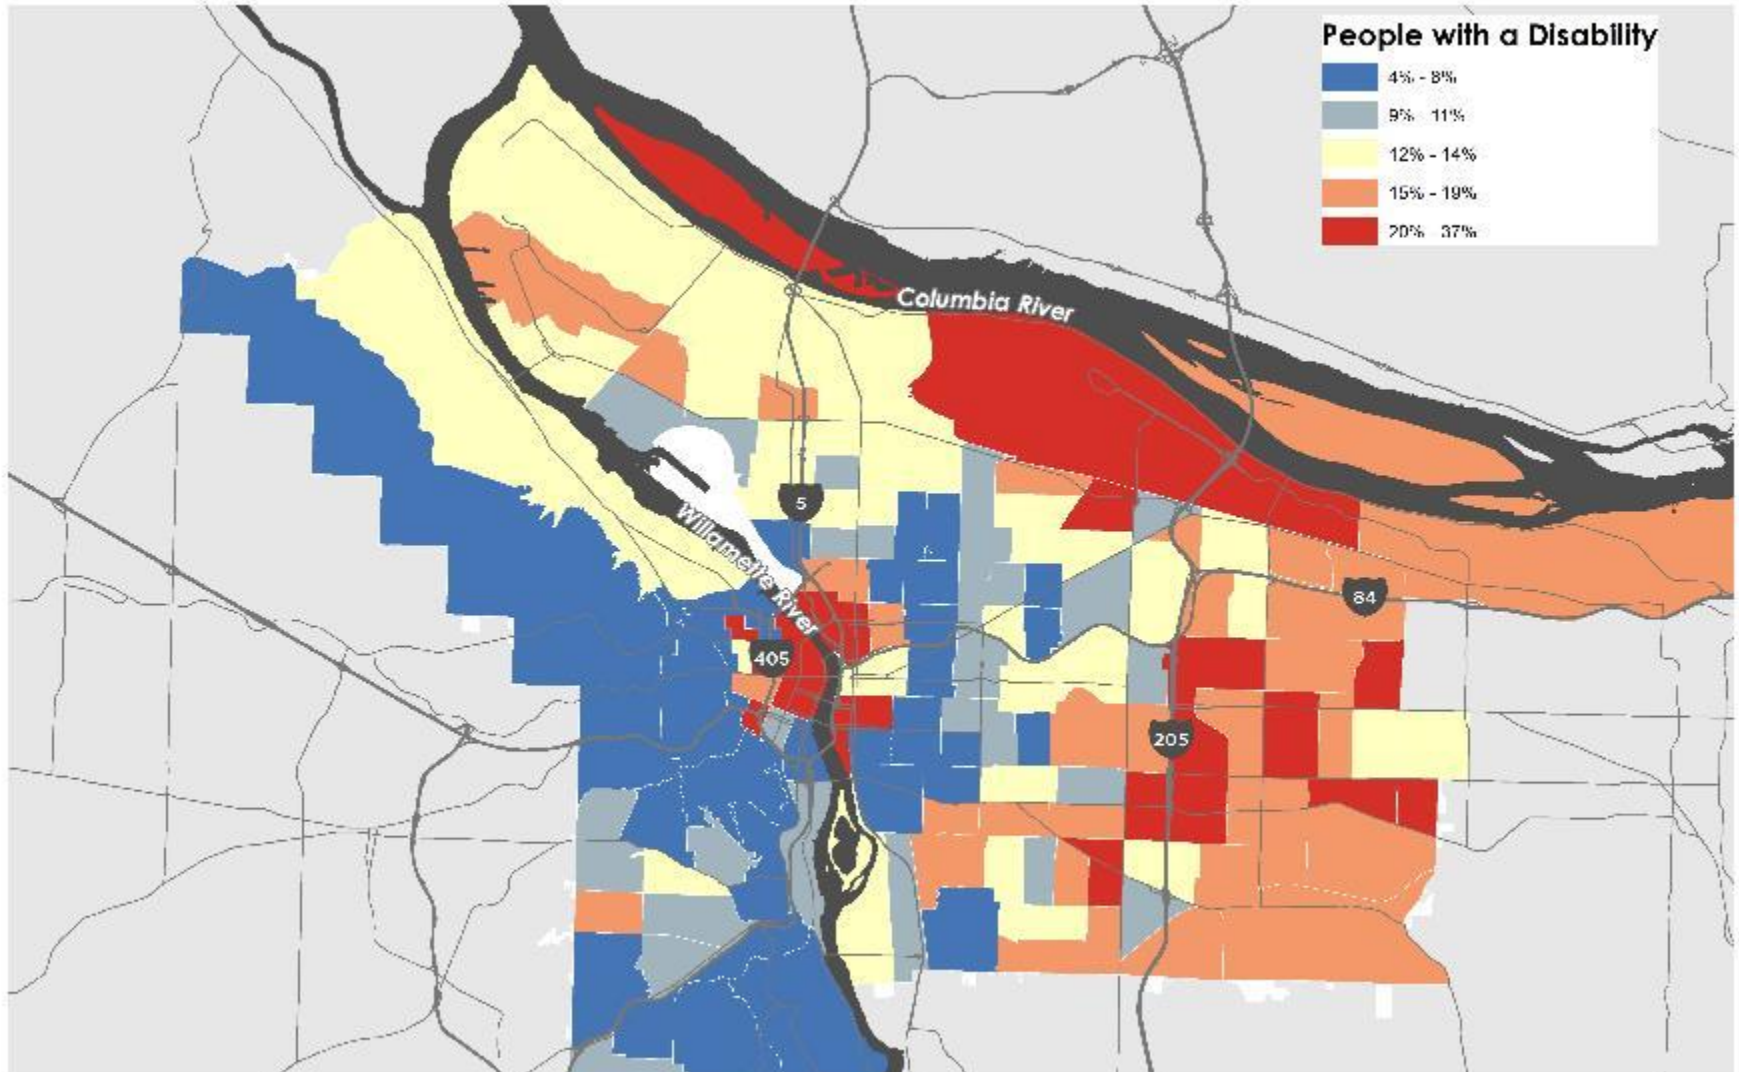 People with a Disability
4% - 8%
9% - 11%
12% - 14%
15% - 19%
20% - 37%
Columbia River
5
Willamette River
84
405
205